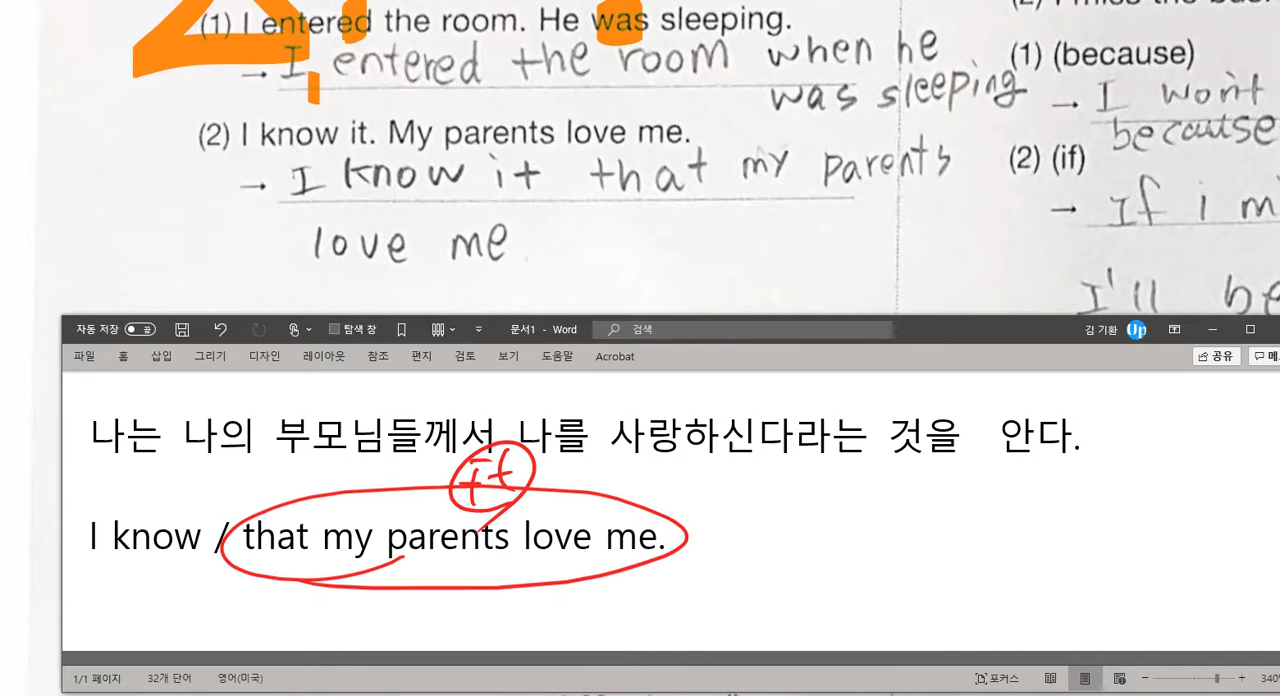 (1) I entered the room. He was sleeping.
→ I entered the room when he
was sleeping
(2) I know it. My parents love me.
→ I know it that my parents
love me
(1) (because)
→ I won't
because
(2) (if)
→ If i m
I'll be
자동 저장 탐색 창 문서1 - Word 검색 김 기환
파일 홈 삽입 그리기 디자인 레이아웃 참조 편지 검토 보기 도움말 Acrobat 공유 메
나는 나의 부모님들께서 나를 사랑하신다라는 것을 안다.
it
I know / that my parents love me.
1/1 페이지 32개 단어 영어(미국) 포커스 340